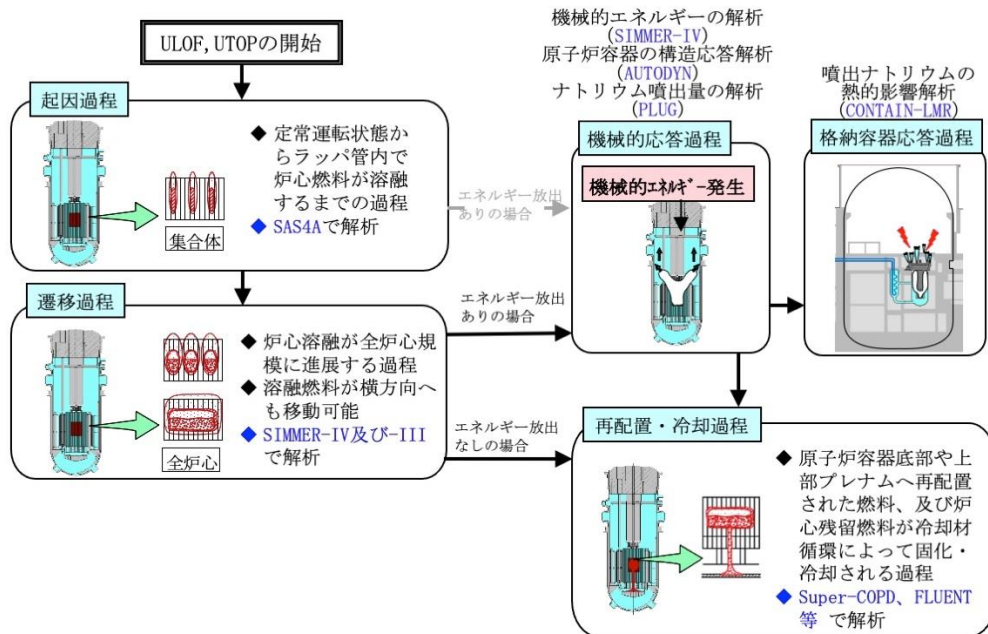 ULOF,UTOPの開始
機械的エネルギーの解析
(SIMMER-IV)
原子炉容器の構造応答解析
(AUTODYN)
ナトリウム噴出量の解析
(PLUG)
噴出ナトリウムの
熱的影響解析
(CONTAIN-LMR)
起因過程
◆ 定常運転状態か
らラッパ管内で
炉心燃料が溶融
するまでの過程
◆ SAS4Aで解析
集合体
エネルギー放出
ありの場合
機械的応答過程
機械的ｴﾈﾙｷﾞｰ発生
格納容器応答過程
遷移過程
◆ 炉心溶融が全炉心規
模に進展する過程
◆ 溶融燃料が横方向へ
も移動可能
◆ SIMMER-IV及び-III
で解析
全炉心
エネルギー放出
ありの場合
エネルギー放出
なしの場合
再配置・冷却過程
◆ 原子炉容器底部や上
部プレナムへ再配置
された燃料、及び炉
心残留燃料が冷却材
循環によって固化・
冷却される過程
◆ Super-COPD、FLUENT
等 で解析